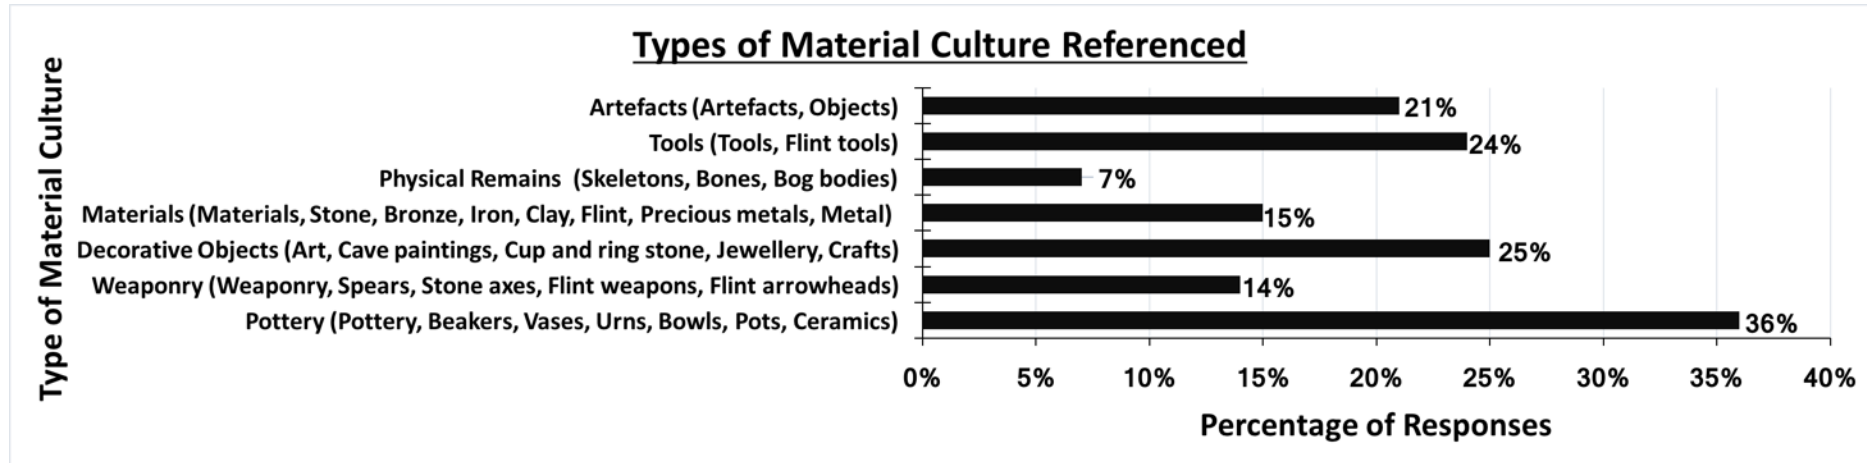 Types of Material Culture Referenced
Type of Material Culture
Artefacts (Artefacts, Objects) 21%
Tools (Tools, Flint tools) 24%
Physical Remains (Skeletons, Bones, Bog bodies) 7%
Materials (Materials, Stone, Bronze, Iron, Clay, Flint, Precious metals, Metal) 15%
Decorative Objects (Art, Cave paintings, Cup and ring stone, Jewellery, Crafts) 25%
Weaponry (Weaponry, Spears, Stone axes, Flint weapons, Flint arrowheads) 14%
Pottery (Pottery, Beakers, Vases, Urns, Bowls, Pots, Ceramics) 36%
0% 5% 10% 15% 20% 25% 30% 35% 40%
Percentage of Responses